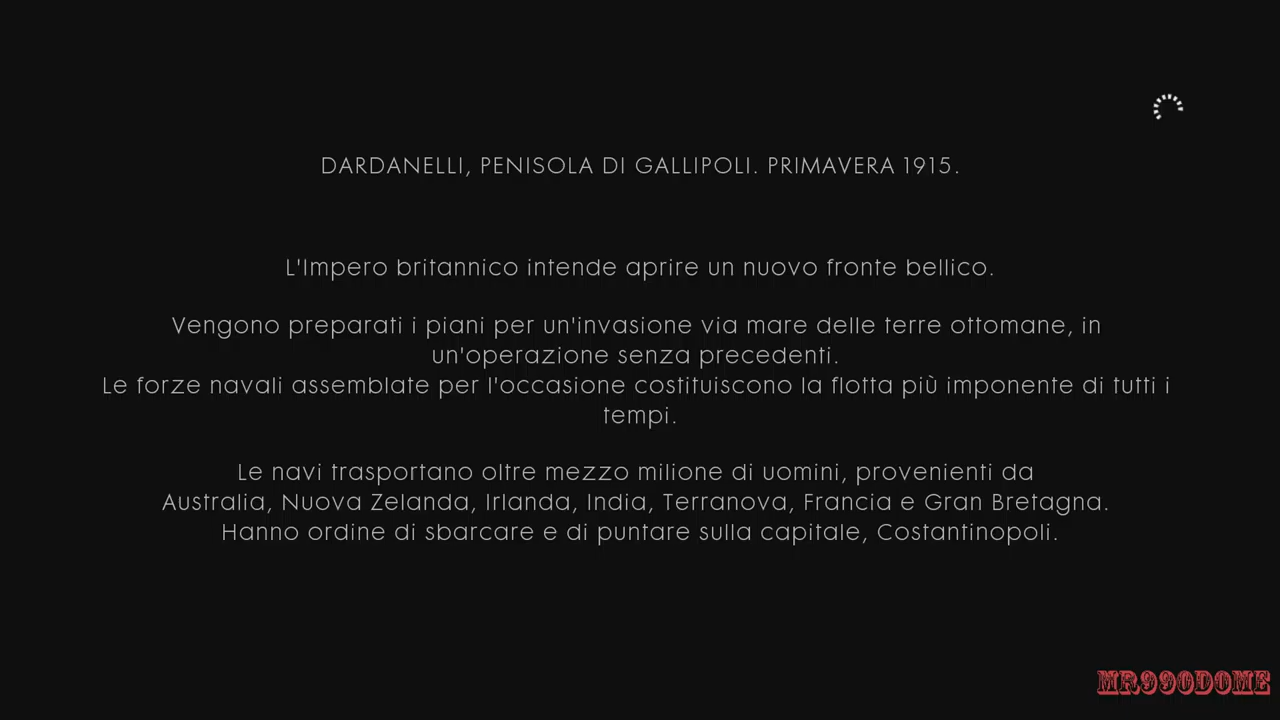 DARDANELLI, PENISOLA DI GALLIPOLI. PRIMAVERA 1915.
L'Impero britannico intende aprire un nuovo fronte bellico.
Vengono preparati i piani per un'invasione via mare delle terre ottomane, in
un'operazione senza precedenti.
Le forze navali assemblate per l'occasione costituiscono la flotta più imponente di tutti i
tempi.
Le navi trasportano oltre mezzo milione di uomini, provenienti da
Australia, Nuova Zelanda, Irlanda, India, Terranova, Francia e Gran Bretagna.
Hanno ordine di sbarcare e di puntare sulla capitale, Costantinopoli.
MR990DOME